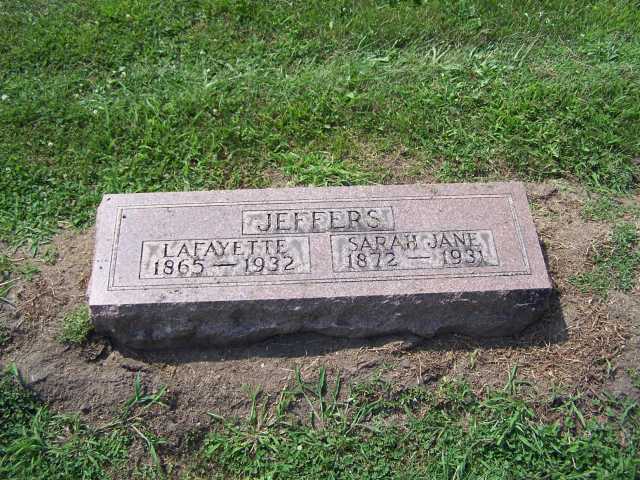 JEFFERS
LAFAYETTE
1865 — 1932
SARAH JANE
1872 — 1931